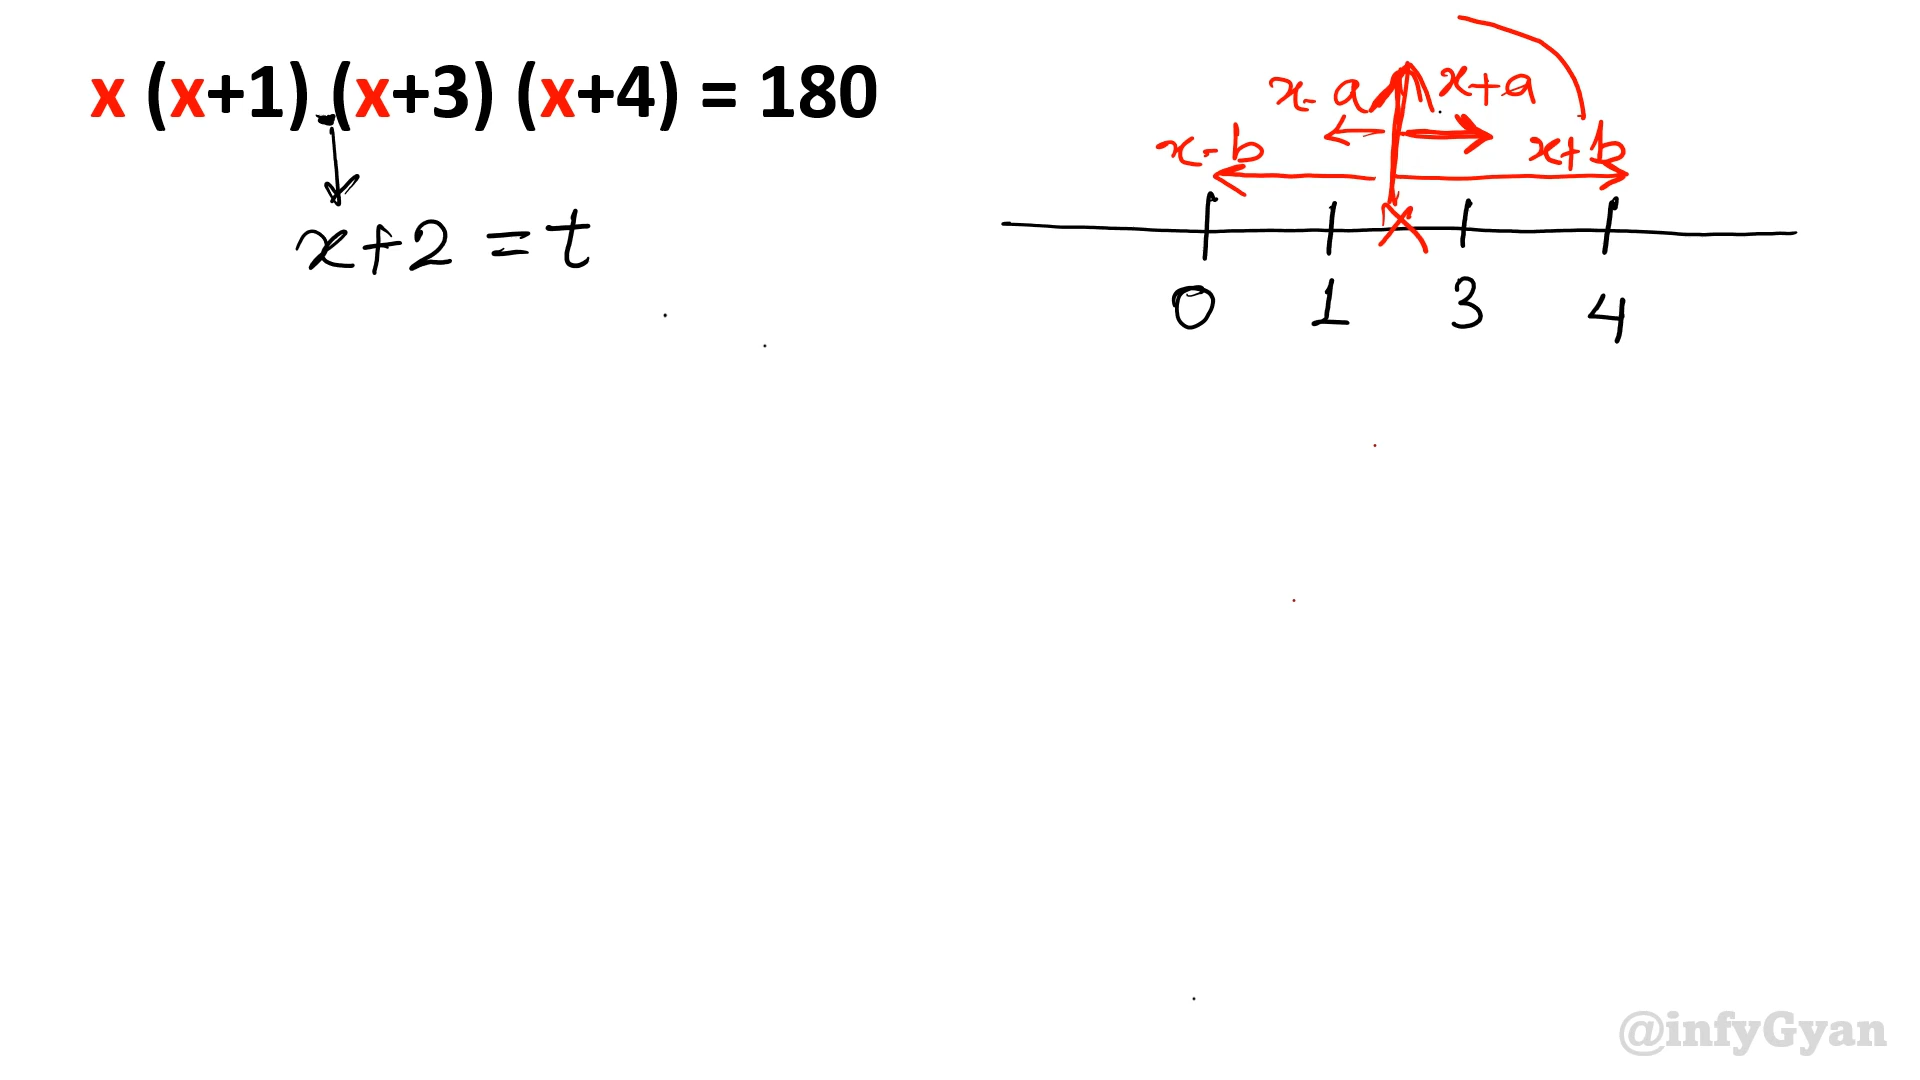 x (x+1) (x+3) (x+4) = 180
x+2 = t
x-a x+a
x-b x+b
0 1 3 4
@infyGyan